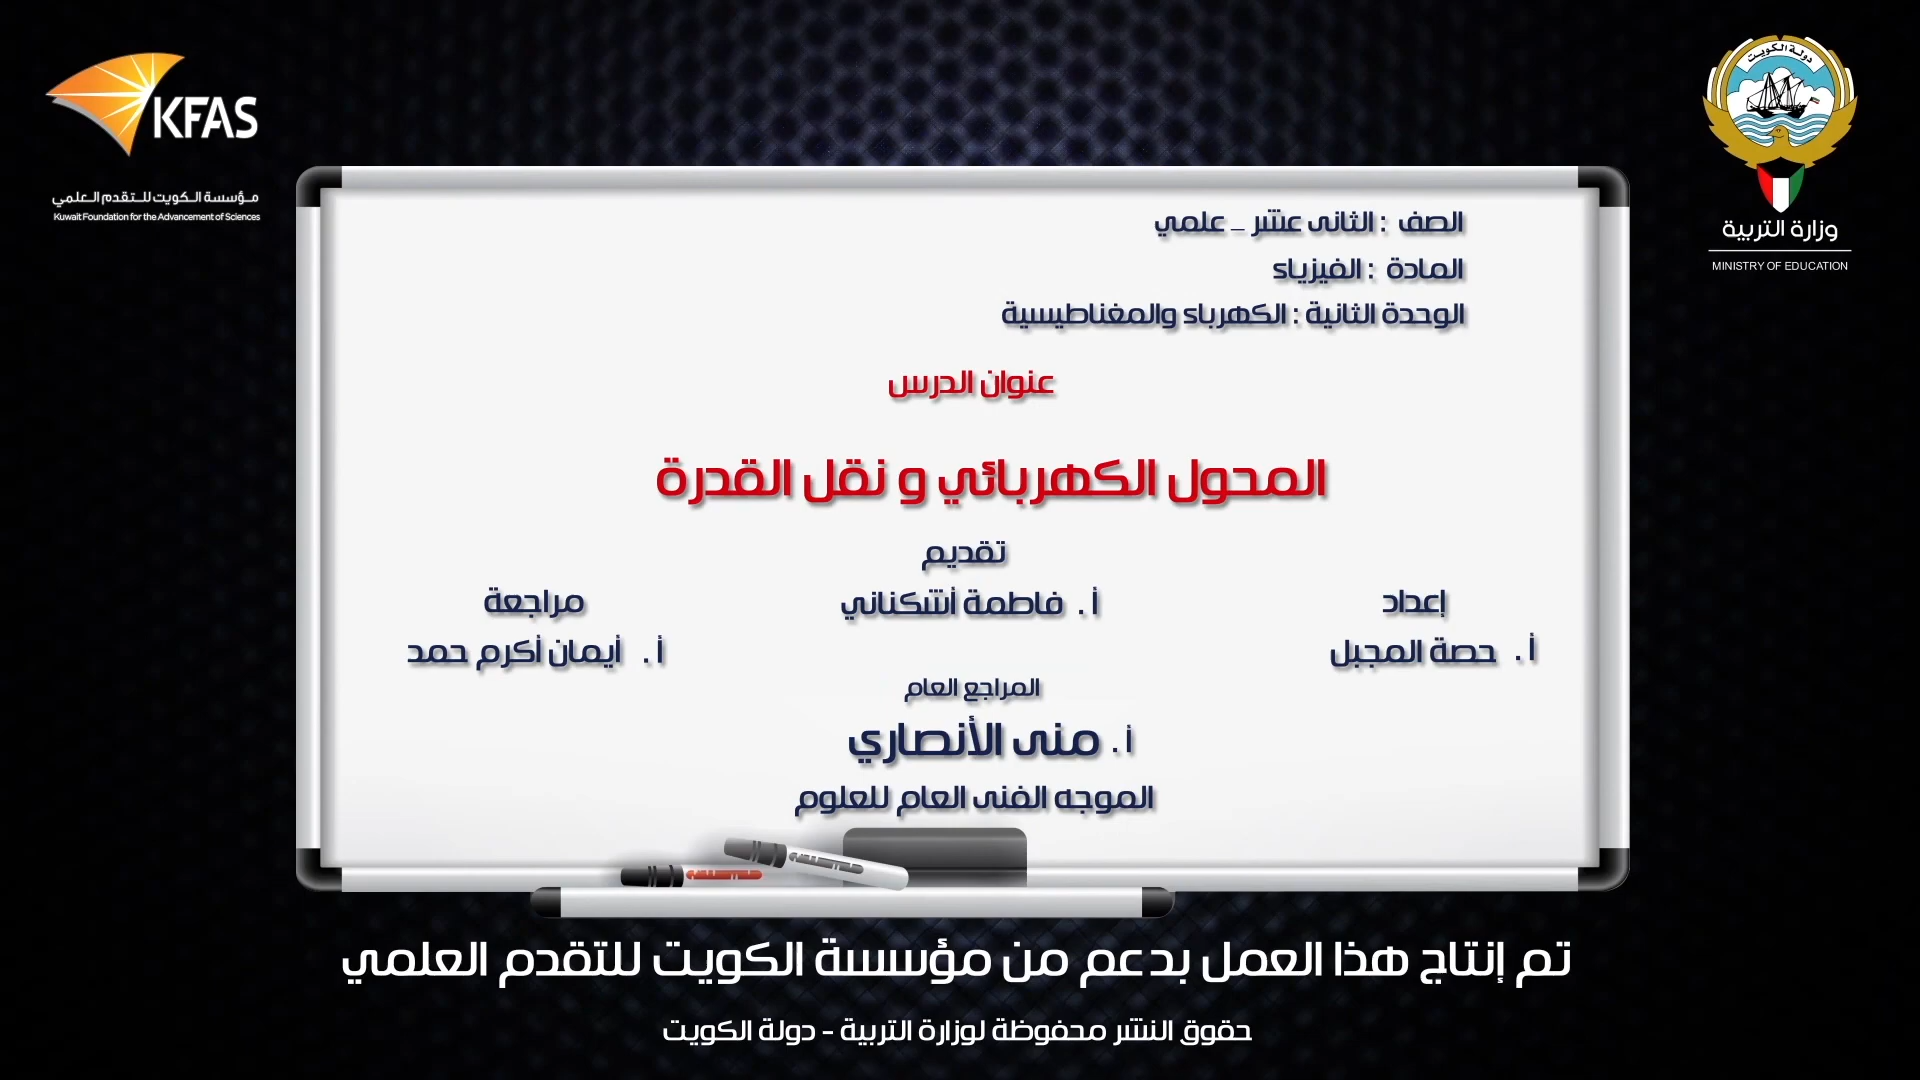 KFAS
مؤسسة الكويت للتقدم العلمي
Kuwait Foundation for the Advancement of Sciences
دولة الكويت
وزارة التربية
MINISTRY OF EDUCATION
الصف : الثانى عشر – علمي
المادة : الفيزياء
الوحدة الثانية : الكهرباء والمغناطيسية
عنوان الدرس
المحول الكهربائي و نقل القدرة
إعداد
أ . حصة المجبل
تقديم
أ . فاطمة أشكناني
مراجعة
أ . أيمان أكرم حمد
المراجع العام
أ . منى الأنصاري
الموجه الفنى العام للعلوم
تم إنتاج هذا العمل بدعم من مؤسسة الكويت للتقدم العلمي
حقوق النشر محفوظة لوزارة التربية - دولة الكويت